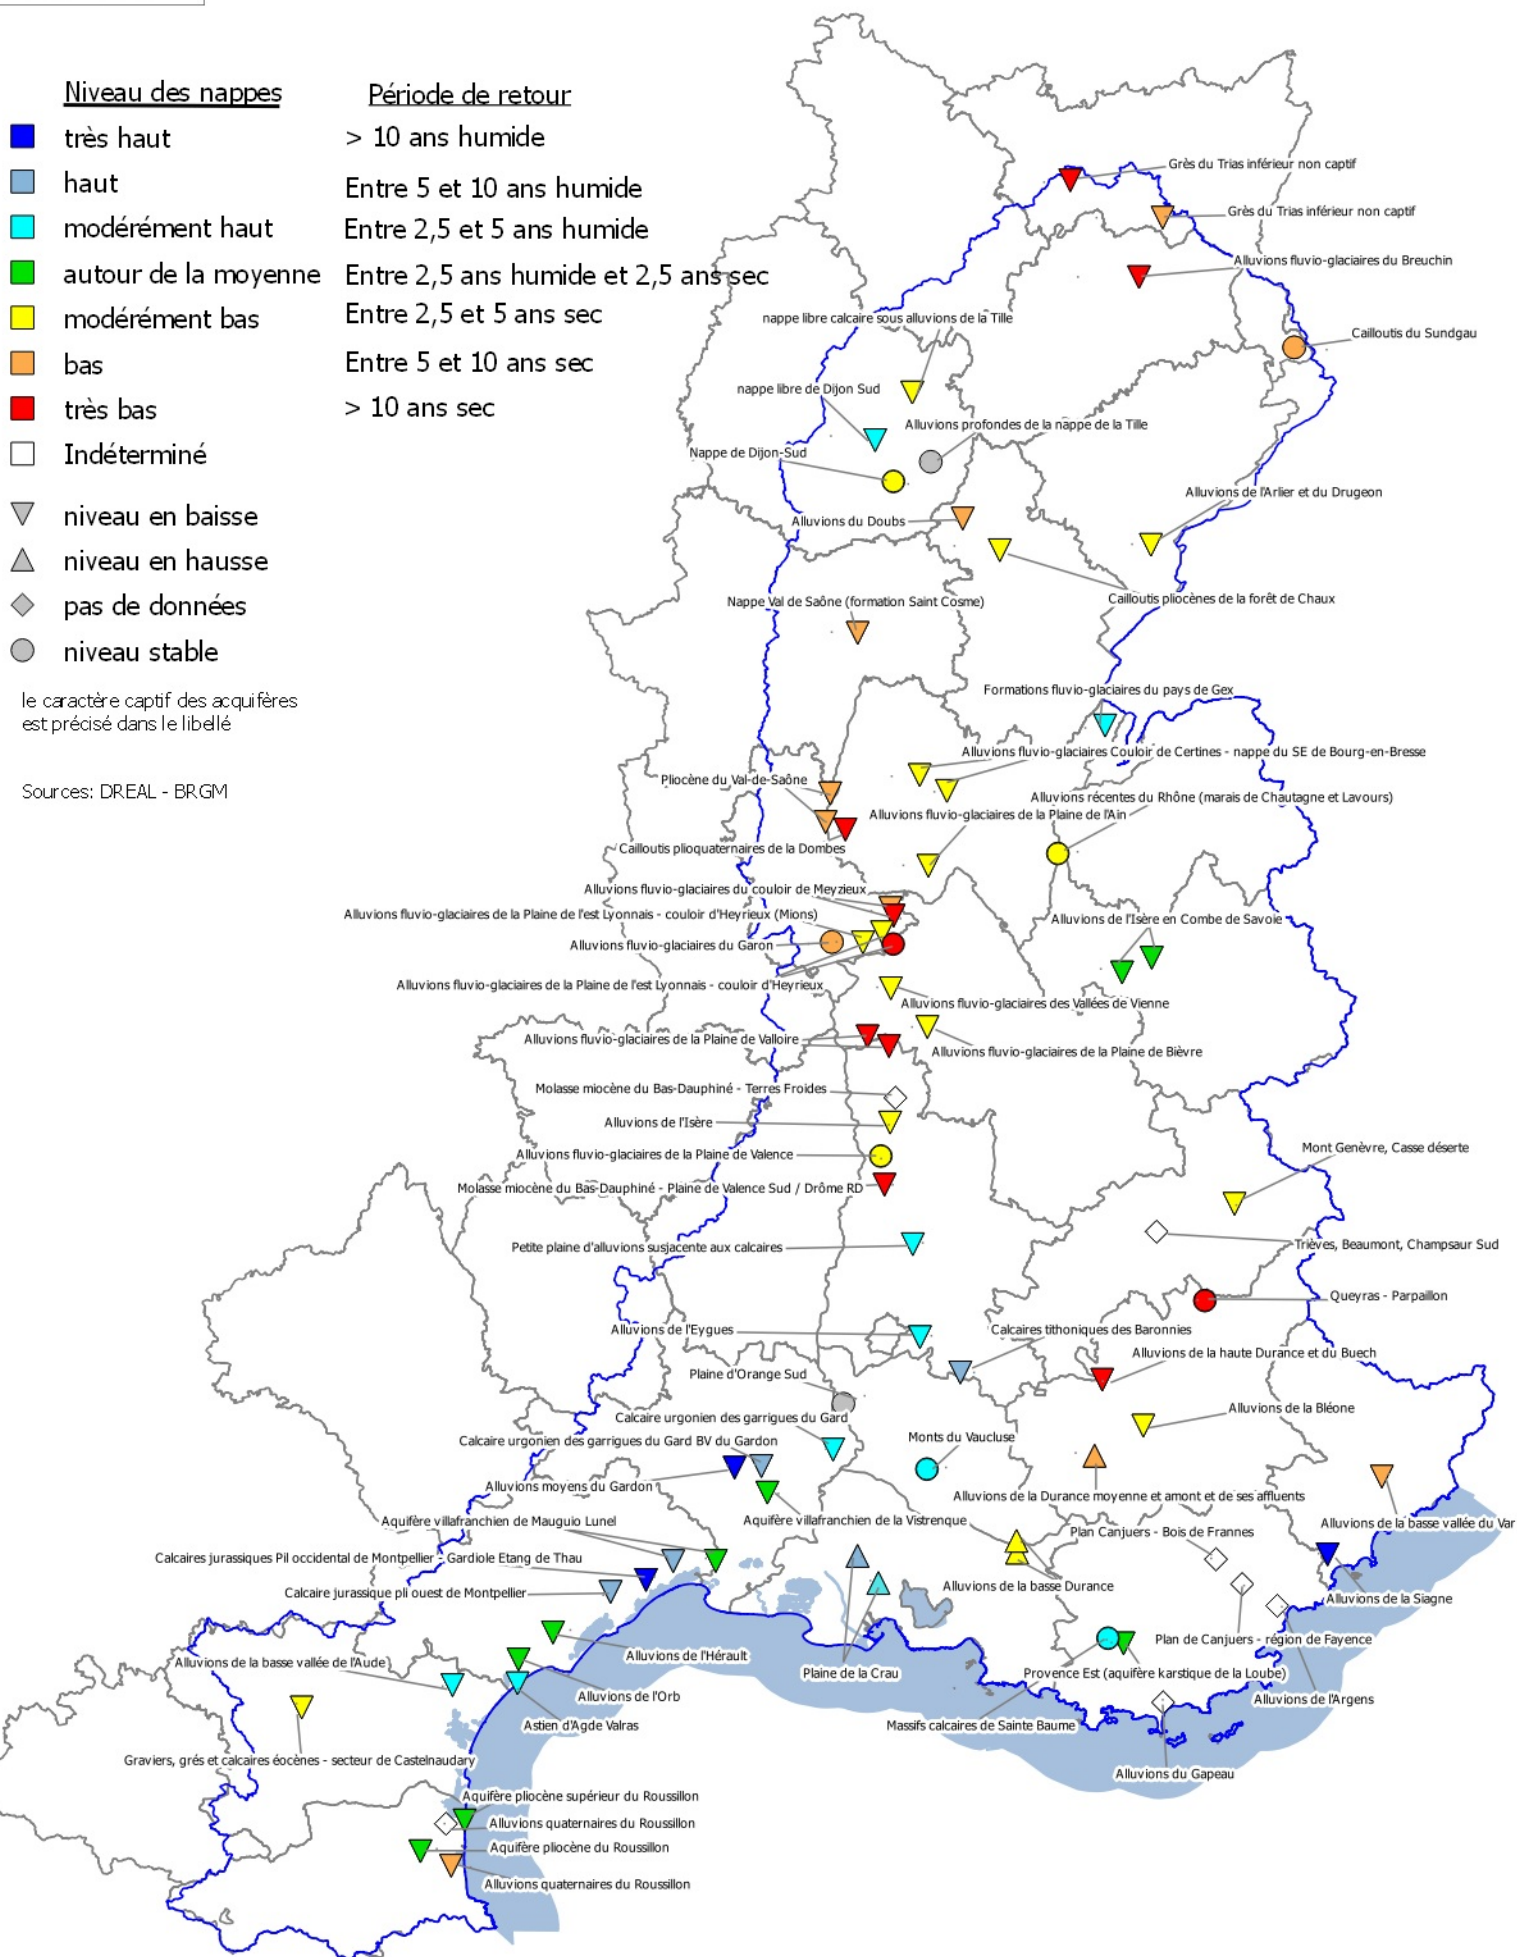 Niveau des nappes
Période de retour
très haut
> 10 ans humide
haut
Entre 5 et 10 ans humide
modérément haut
Entre 2,5 et 5 ans humide
autour de la moyenne
Entre 2,5 ans humide et 2,5 ans sec
modérément bas
Entre 2,5 et 5 ans sec
bas
Entre 5 et 10 ans sec
très bas
> 10 ans sec
Indéterminé
niveau en baisse
niveau en hausse
pas de données
niveau stable
le caractère captif des acquifères
est précisé dans le libellé
Sources: DREAL - BRGM
Grès du Trias inférieur non captif
Grès du Trias inférieur non captif
Alluvions fluvio-glaciaires du Breuchin
nappe libre calcaire sous alluvions de la Tille
Cailloutis du Sundgau
nappe libre de Dijon Sud
Alluvions profondes de la nappe de la Tille
Nappe de Dijon-Sud
Alluvions de l'Arlier et du Drugeon
Alluvions du Doubs
Cailloutis pliocènes de la forêt de Chaux
Nappe Val de Saône (formation Saint Cosme)
Formations fluvio-glaciaires du pays de Gex
Alluvions fluvio-glaciaires Couloir de Certines - nappe du SE de Bourg-en-Bresse
Pliocène du Val-de-Saône
Alluvions récentes du Rhône (marais de Chautagne et Lavours)
Alluvions fluvio-glaciaires de la Plaine de l'Ain
Cailloutis plioquaternaires de la Dombes
Alluvions fluvio-glaciaires du couloir de Meyzieux
Alluvions fluvio-glaciaires de la Plaine de l'est Lyonnais - couloir d'Heyrieux (Mions)
Alluvions de l'Isère en Combe de Savoie
Alluvions fluvio-glaciaires du Garon
Alluvions fluvio-glaciaires de la Plaine de l'est Lyonnais - couloir d'Heyrieux
Alluvions fluvio-glaciaires des Vallées de Vienne
Alluvions fluvio-glaciaires de la Plaine de Valloire
Alluvions fluvio-glaciaires de la Plaine de Bièvre
Molasse miocène du Bas-Dauphiné - Terres Froides
Alluvions de l'Isère
Mont Genèvre, Casse déserte
Alluvions fluvio-glaciaires de la Plaine de Valence
Molasse miocène du Bas-Dauphiné - Plaine de Valence Sud / Drôme RD
Petite plaine d'alluvions susjacente aux calcaires
Trièves, Beaumont, Champsaur Sud
Queyras - Parpaillon
Alluvions de l'Eygues
Calcaires tithoniques des Baronnies
Alluvions de la haute Durance et du Buech
Plaine d'Orange Sud
Alluvions de la Bléone
Calcaire urgonien des garrigues du Gard
Monts du Vaucluse
Calcaire urgonien des garrigues du Gard BV du Gardon
Alluvions moyens du Gardon
Alluvions de la Durance moyenne et amont et de ses affluents
Aquifère villafranchien de Mauguio Lunel
Aquifère villafranchien de la Vistrenque
Alluvions de la basse vallée du Var
Plan Canjuers - Bois de Frannes
Calcaires jurassiques Pil occidental de Montpellier - Gardiole Etang de Thau
Alluvions de la basse Durance
Calcaire jurassique pli ouest de Montpellier
Alluvions de la Siagne
Plan de Canjuers - région de Fayence
Alluvions de l'Hérault
Alluvions de la basse vallée de l'Aude
Plaine de la Crau
Provence Est (aquifère karstique de la Loube)
Alluvions de l'Orb
Alluvions de l'Argens
Astien d'Agde Valras
Massifs calcaires de Sainte Baume
Graviers, grés et calcaires éocènes - secteur de Castelnaudary
Alluvions du Gapeau
Aquifère pliocène supérieur du Roussillon
Alluvions quaternaires du Roussillon
Aquifère pliocène du Roussillon
Alluvions quaternaires du Roussillon